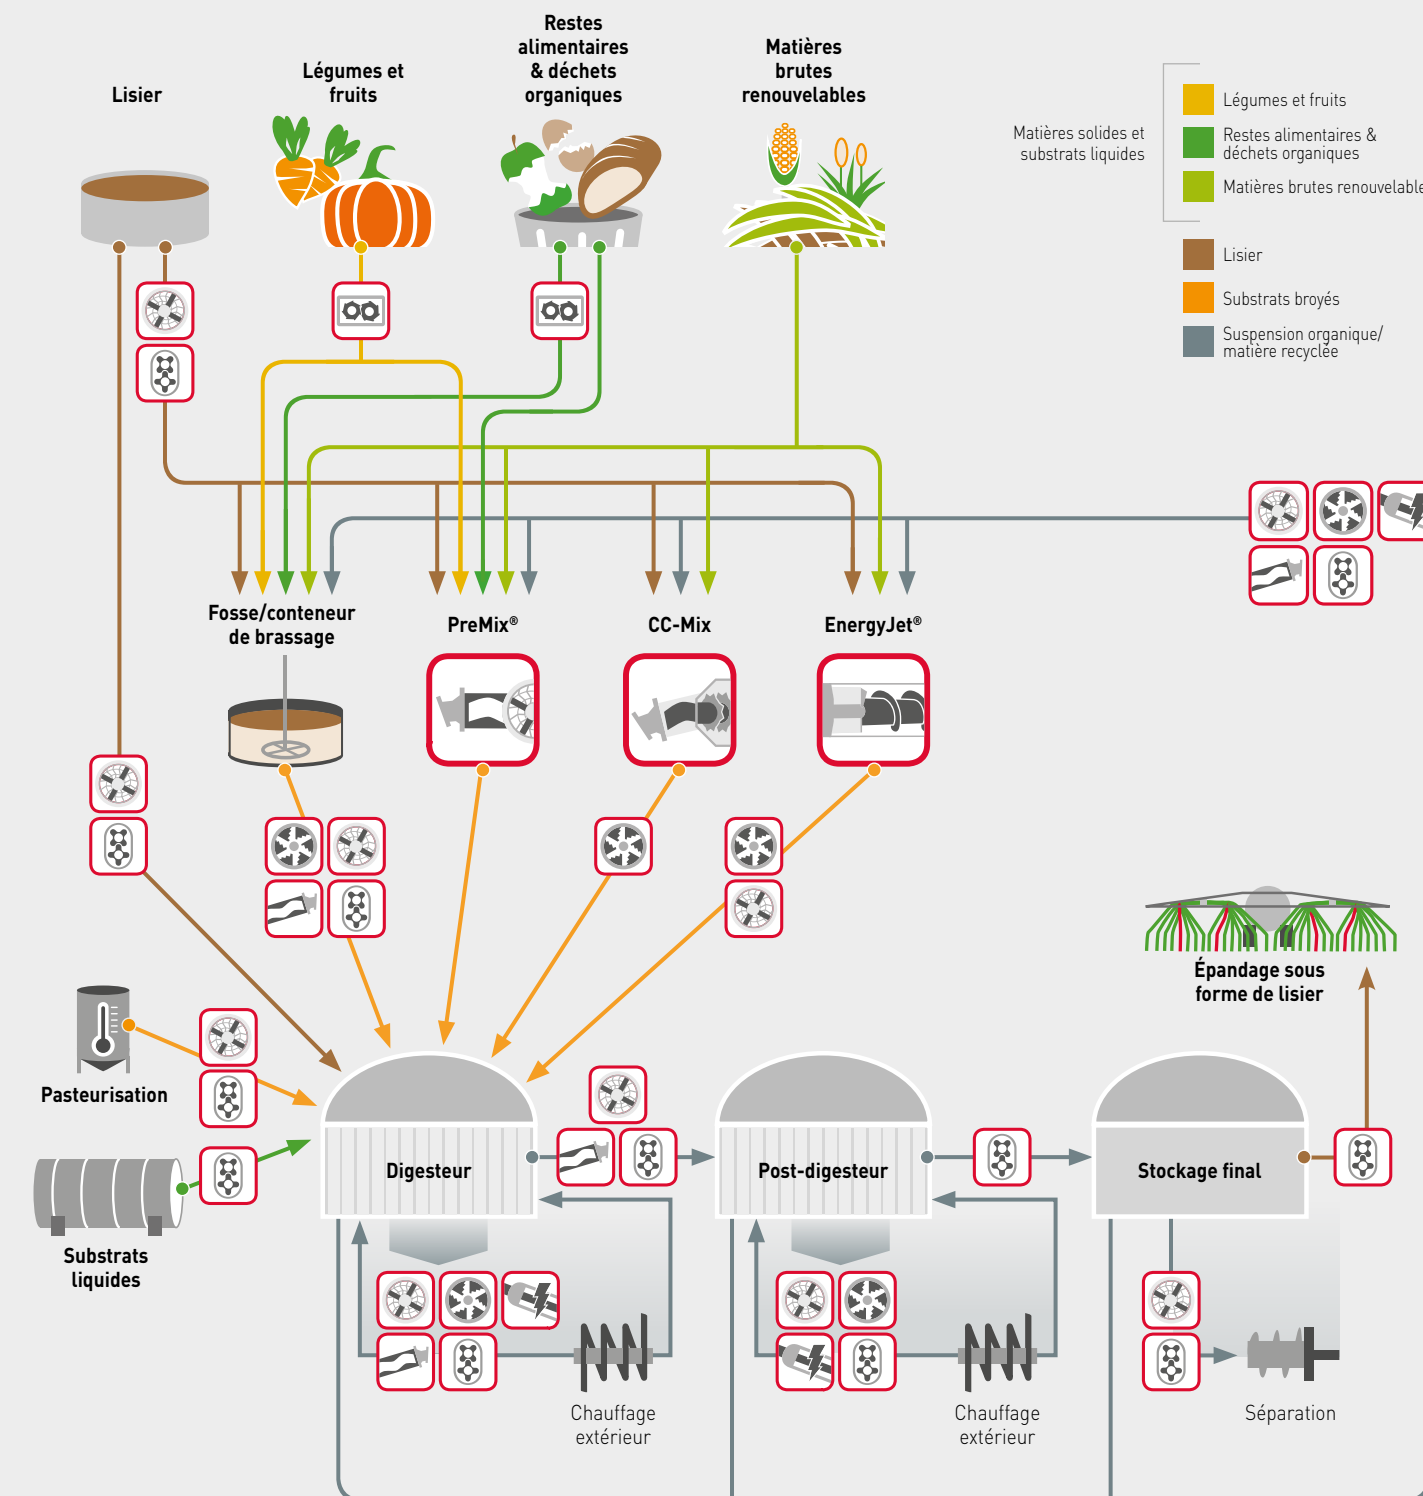 Restes
alimentaires
& déchets
organiques
Matières
brutes
renouvelables
Légumes et
fruits
Lisier
Matières solides et
substrats liquides
Légumes et fruits
Restes alimentaires &
déchets organiques
Matières brutes renouvelable
Lisier
Substrats broyés
Suspension organique/
matière recyclée
Fosse/conteneur
de brassage
PreMix®
CC-Mix
EnergyJet®
Épandage sous
forme de lisier
Pasteurisation
Digesteur
Post-digesteur
Stockage final
Substrats
liquides
Chauffage
extérieur
Chauffage
extérieur
Séparation